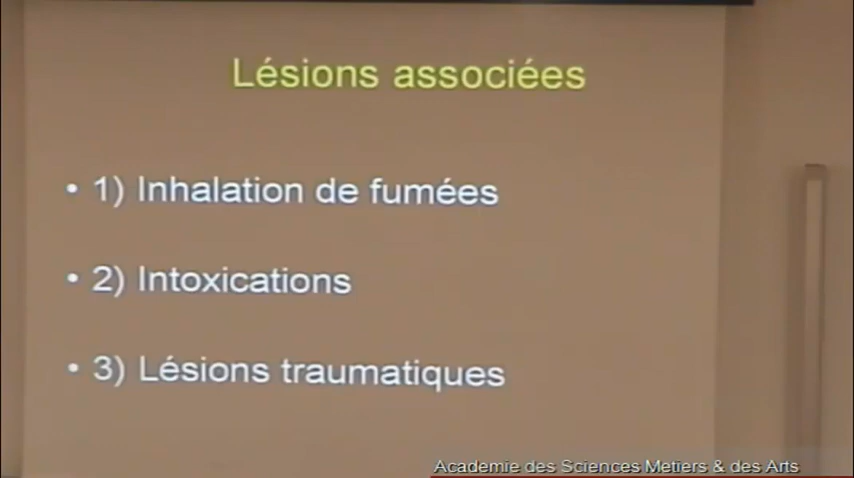 Lésions associées
• 1) Inhalation de fumées
• 2) Intoxications
• 3) Lésions traumatiques
Academie des Sciences Metiers & des Arts